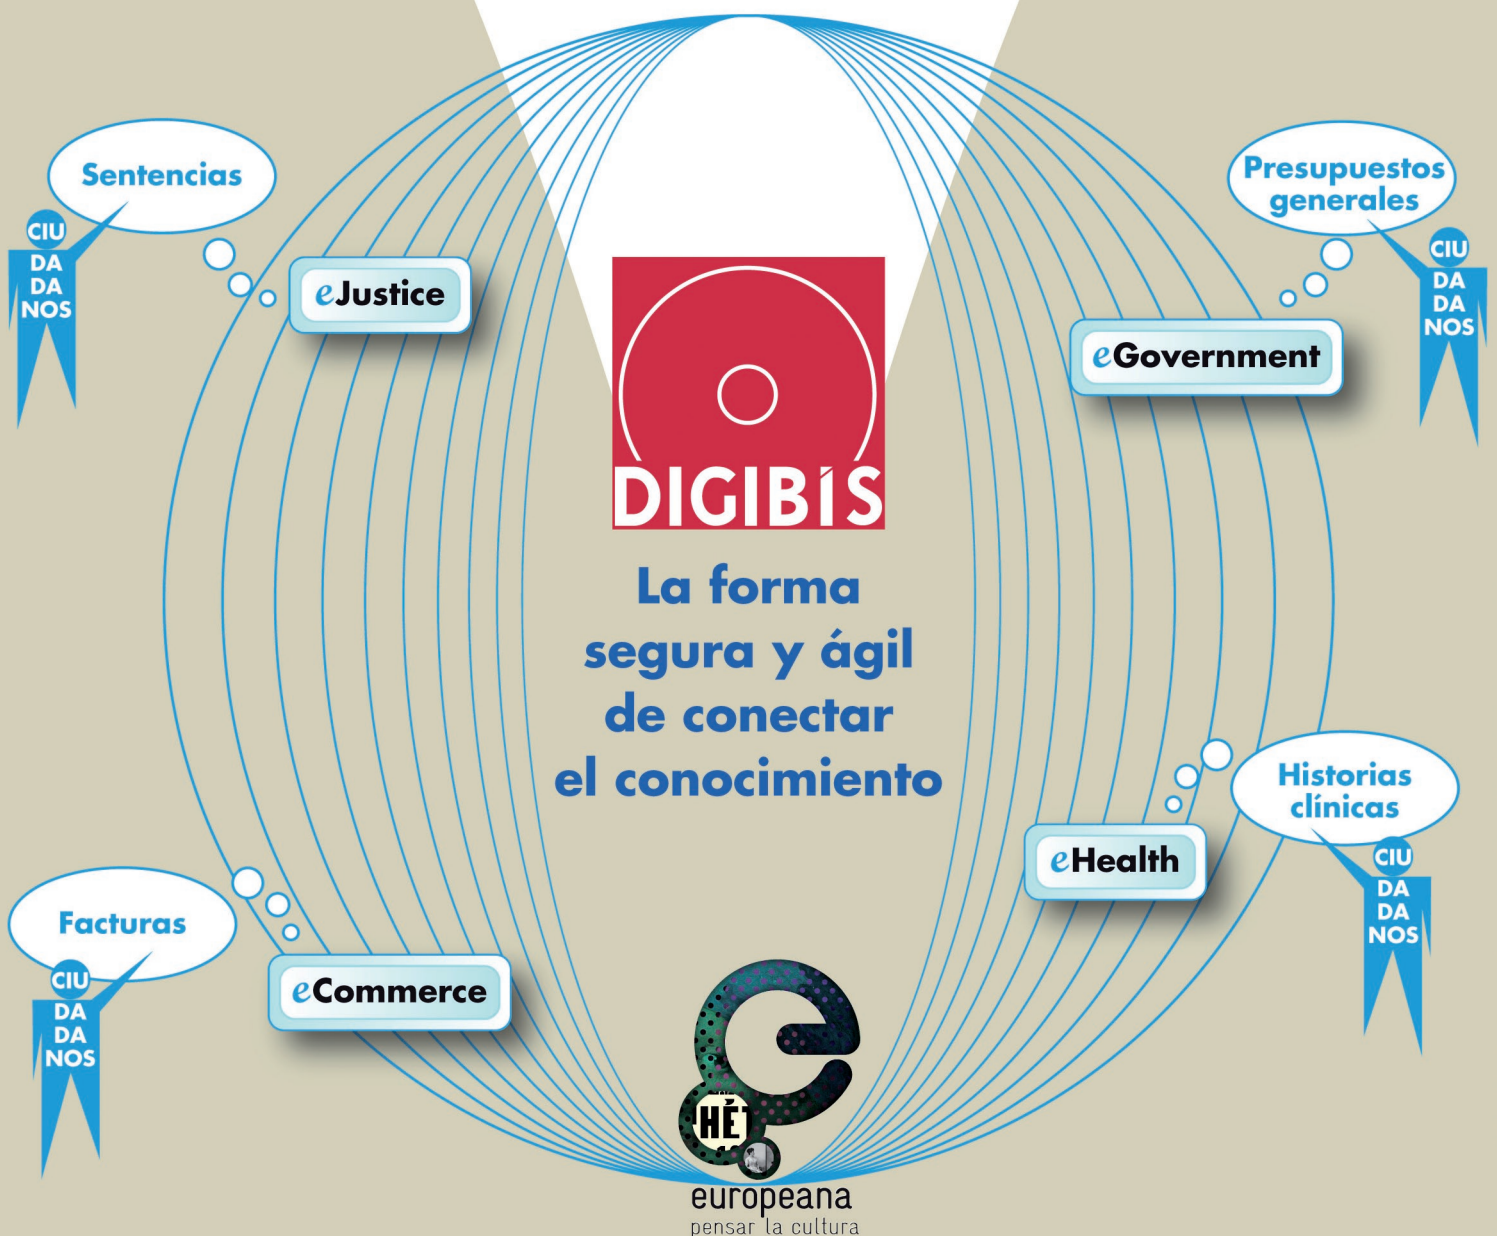 Sentencias
CIU
DA
DA
NOS
eJustice
Presupuestos
generales
CIU
DA
DA
NOS
eGovernment
DIGIBÍS
La forma
segura y ágil
de conectar
el conocimiento
Historias
clínicas
CIU
DA
DA
NOS
eHealth
Facturas
CIU
DA
DA
NOS
eCommerce
HÉ
europeana
pensar la cultura